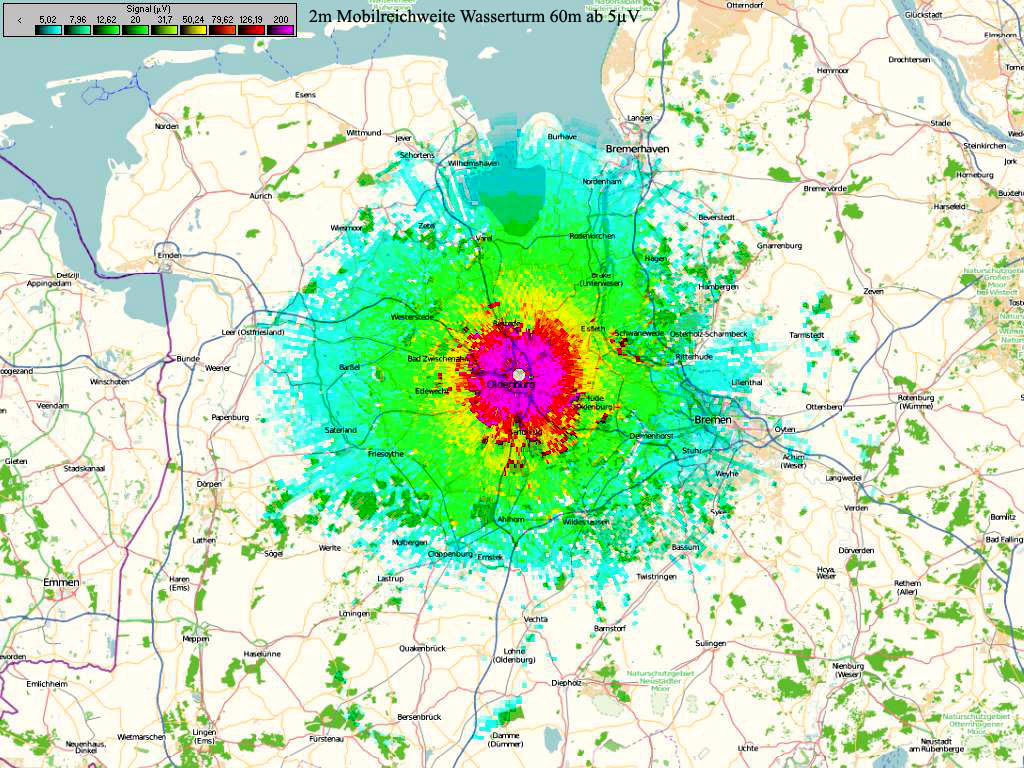 Signal (µV)
< 5,02 7,96 12,62 20 31,7 50,24 79,62 126,19 200
2m Mobilreichweite Wasserturm 60m ab 5µV
Otterndorf
Glückstadt
Elmshorn
Drochtersen
Hemmoor
Esens
Norden
Wittmund
Jever
Burhave
Langen
Stade
Steinkirchen
Bremerhaven
Jork
Schortens
Wilhelmshaven
Horneburg
Nordenham
Bremervörde
Aurich
Harsefeld
Beverstedt
Wiesmoor
Zetel
Varel
Rodenkirchen
Gnarrenburg
Emden
Hagen
Delfzijl
Appingedam
Brake
(Unterweser)
Hambergen
Zeven
Naturschutzgebiet
Großes
Moor
Westerstede
Rastede
Elsfleth
Schwanewede
Osterholz-Scharmbeck
Tarmstedt
Leer (Ostfriesland)
Bunde
Bad Zwischenahn
Ritterhude
Barßel
Weener
Winschoten
Oldenburg
Lilienthal
Edewecht
Rotenburg
(Wümme)
Veendam
Ottersberg
Papenburg
Bremen
Saterland
Oyten
Delmenhorst
Stuhr
Friesoythe
Achim
(Weser)
Gieten
Stadskanaal
Weyhe
Langwedel
Dörpen
Verden
Syke
Bomlitz
Ahlhorn
Wildeshausen
Lathen
Molbergen
Bad Falling
Sögel
Werlte
Cloppenburg
Emstek
Bassum
Dörverden
Emmen
Haren
(Ems)
Lastrup
Twistringen
Hoya,
Weser
Rethem
(Aller)
Löningen
Vechta
Barnstorf
Meppen
Sulingen
Haselünne
Quakenbrück
Lohne
(Oldenburg)
Nienburg
(Weser)
Emlichheim
Diepholz
Naturschutzgebiet
Neustädter
Moor
Bersenbrück
Naturschutzgebiet
Otternhagener
Moor
Wietmarschen
Lingen
(Ems)
Fürstenau
Damme
(Dümmer)
Neuenhaus,
Dinkel
Uchte
Neustadt
am Rübenberge